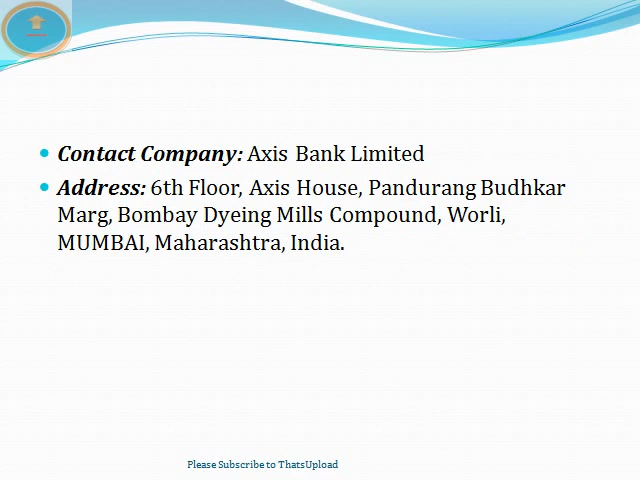 Contact Company: Axis Bank Limited
Address: 6th Floor, Axis House, Pandurang Budhkar
Marg, Bombay Dyeing Mills Compound, Worli,
MUMBAI, Maharashtra, India.
Please Subscribe to ThatsUpload